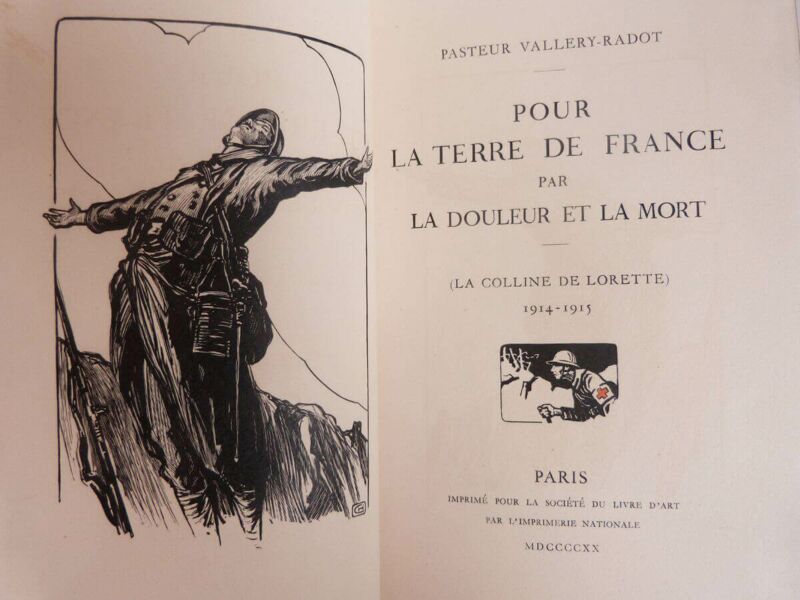 PASTEUR VALLERY-RADOT
POUR
LA TERRE DE FRANCE
PAR
LA DOULEUR ET LA MORT
(LA COLLINE DE LORETTE)
1914-1915
PARIS
IMPRIMÉ POUR LA SOCIÉTÉ DU LIVRE D'ART
PAR L'IMPRIMERIE NATIONALE
MDCCCCXX